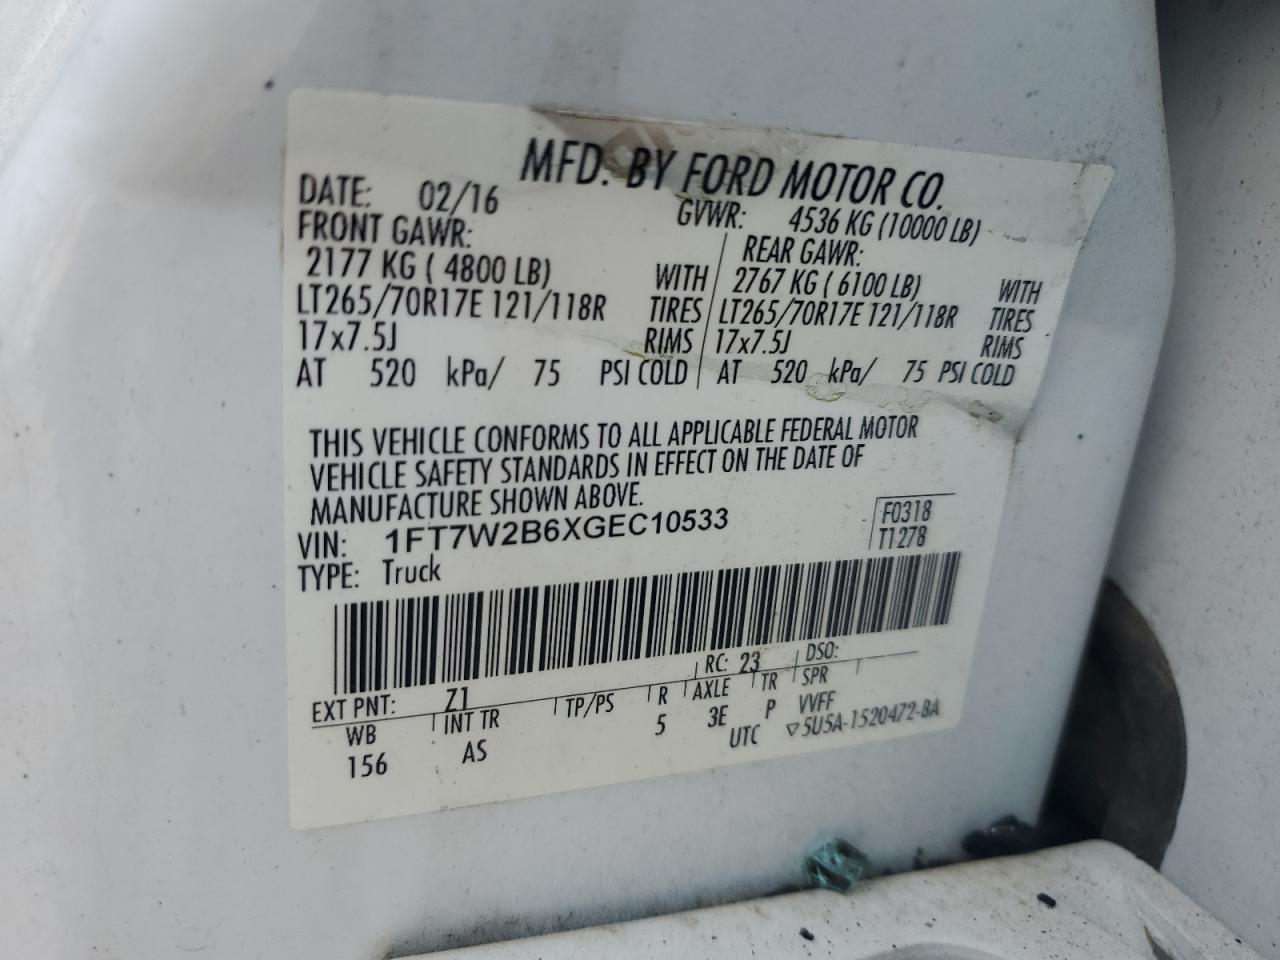 MFD. BY FORD MOTOR CO.
DATE: 02/16 GVWR: 4536 KG (10000 LB)
FRONT GAWR: REAR GAWR:
2177 KG ( 4800 LB) WITH 2767 KG ( 6100 LB) WITH
LT265/70R17E 121/118R TIRES LT265/70R17E 121/118R TIRES
17x7.5J RIMS 17x7.5J RIMS
AT 520 kPa/ 75 PSI COLD AT 520 kPa/ 75 PSI COLD
THIS VEHICLE CONFORMS TO ALL APPLICABLE FEDERAL MOTOR
VEHICLE SAFETY STANDARDS IN EFFECT ON THE DATE OF
MANUFACTURE SHOWN ABOVE.
VIN: 1FT7W2B6XGEC10533 F0318
TYPE: Truck T1278
EXT PNT: Z1 RC: 23 DSO:
WB INT TR TP/PS R AXLE TR SPR
156 AS 5 3E P VVFF
UTC ▽5U5A-1520472-BA